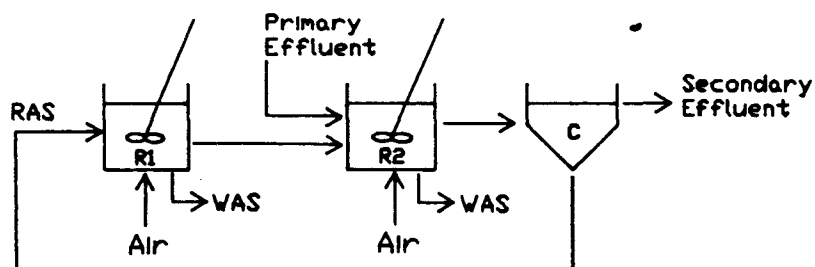 Primary
Effluent
Secondary
Effluent
RAS
C
R1
R2
WAS
WAS
Air
Air